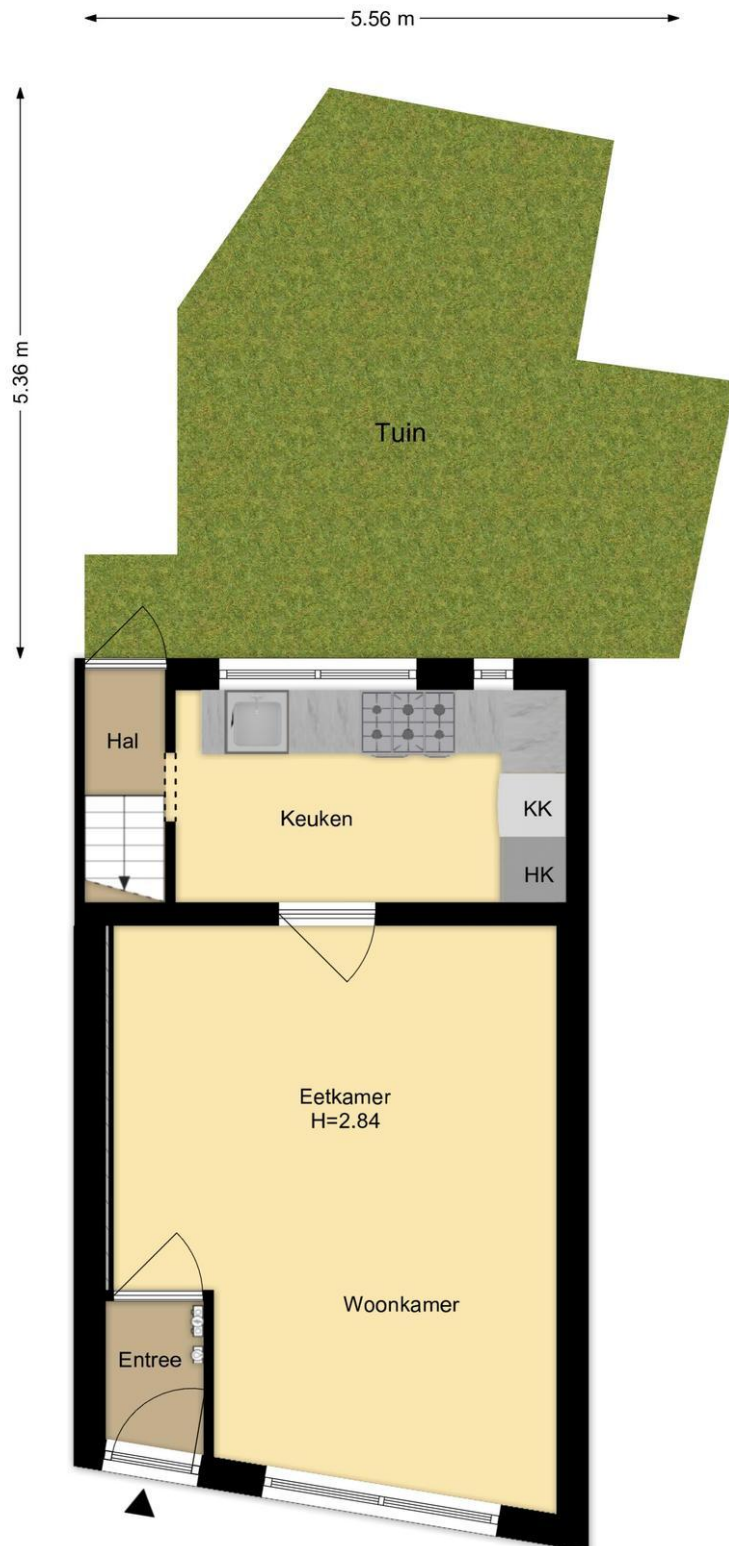 5.56 m
5.36 m
Tuin
Hal
Keuken
KK
HK
Eetkamer
H=2.84
Woonkamer
Entree